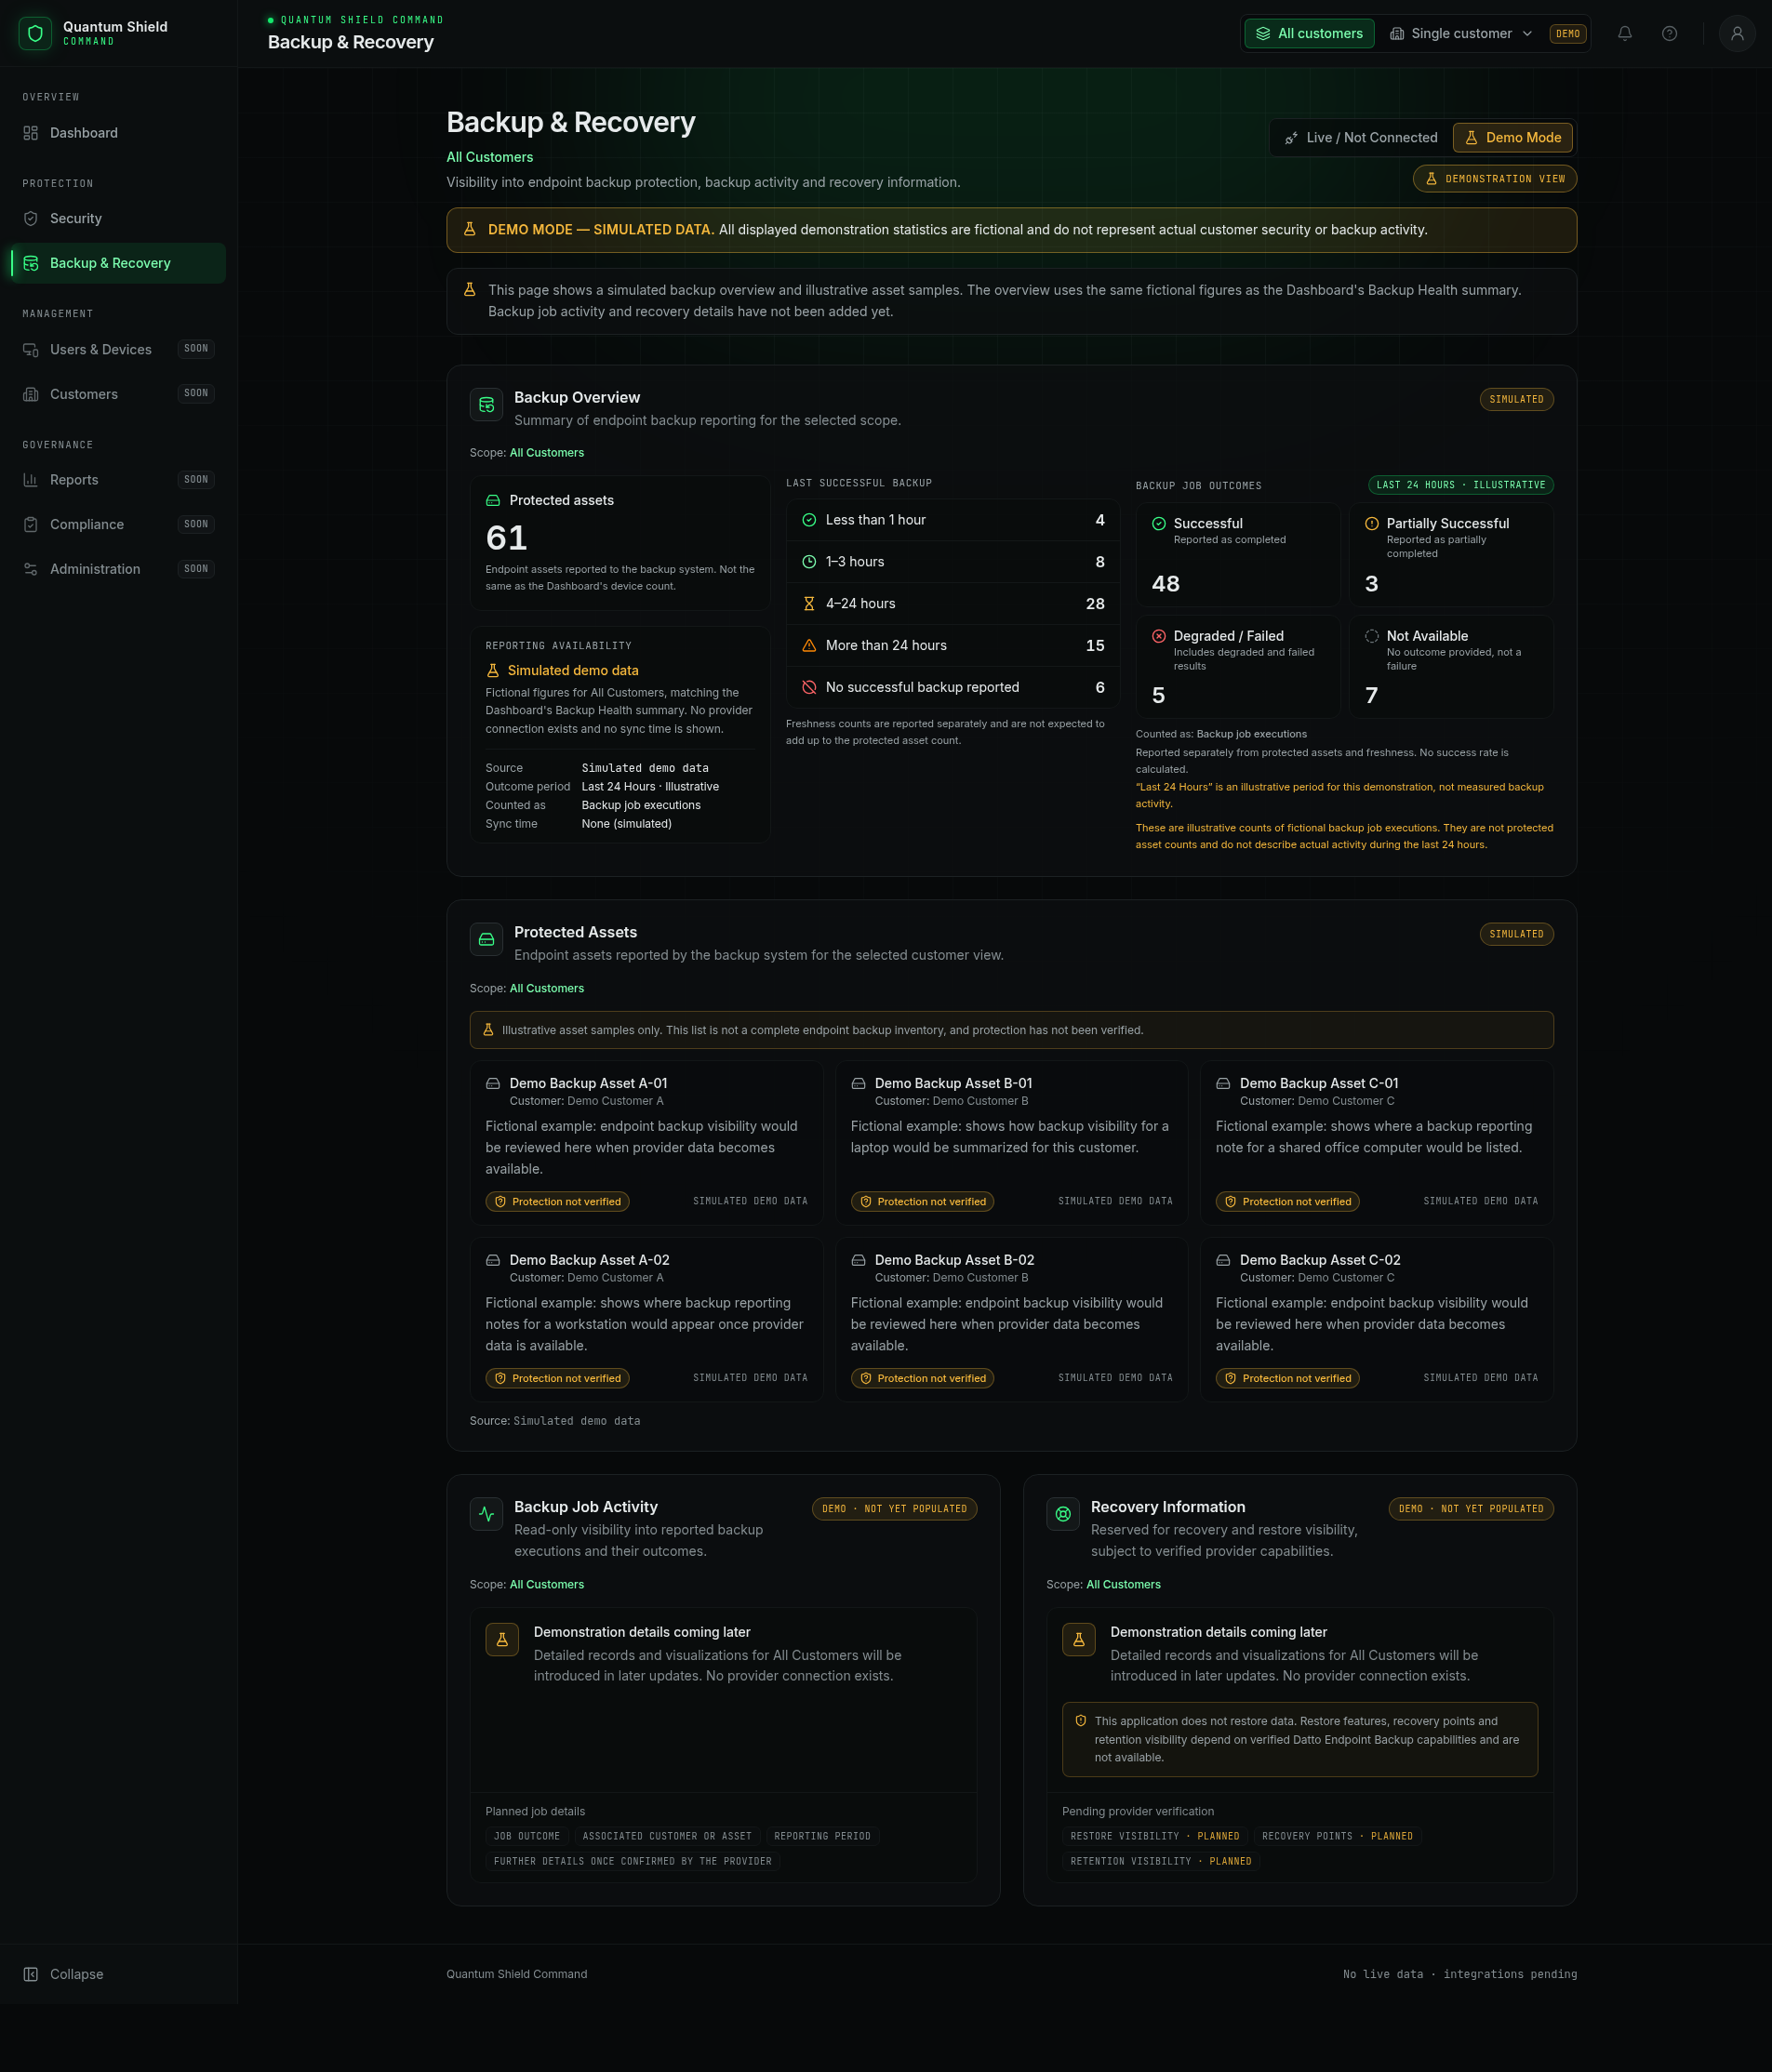 Quantum Shield
COMMAND
OVERVIEW
Dashboard
PROTECTION
Security
Backup & Recovery
MANAGEMENT
Users & Devices
SOON
Customers
SOON
GOVERNANCE
Reports
SOON
Compliance
SOON
Administration
SOON
Collapse
QUANTUM SHIELD COMMAND
Backup & Recovery
All customers
Single customer
DEMO
Backup & Recovery
All Customers
Visibility into endpoint backup protection, backup activity and recovery information.
Live / Not Connected
Demo Mode
DEMONSTRATION VIEW
DEMO MODE — SIMULATED DATA. All displayed demonstration statistics are fictional and do not represent actual customer security or backup activity.
This page shows a simulated backup overview and illustrative asset samples. The overview uses the same fictional figures as the Dashboard's Backup Health summary.
Backup job activity and recovery details have not been added yet.
Backup Overview
Summary of endpoint backup reporting for the selected scope.
SIMULATED
Scope: All Customers
Protected assets
61
Endpoint assets reported to the backup system. Not the
same as the Dashboard's device count.
REPORTING AVAILABILITY
Simulated demo data
Fictional figures for All Customers, matching the
Dashboard's Backup Health summary. No provider
connection exists and no sync time is shown.
Source Simulated demo data
Outcome period Last 24 Hours · Illustrative
Counted as Backup job executions
Sync time None (simulated)
LAST SUCCESSFUL BACKUP
Less than 1 hour 4
1–3 hours 8
4–24 hours 28
More than 24 hours 15
No successful backup reported 6
Freshness counts are reported separately and are not expected to
add up to the protected asset count.
BACKUP JOB OUTCOMES
LAST 24 HOURS · ILLUSTRATIVE
Successful
Reported as completed
48
Partially Successful
Reported as partially
completed
3
Degraded / Failed
Includes degraded and failed
results
5
Not Available
No outcome provided, not a
failure
7
Counted as: Backup job executions
Reported separately from protected assets and freshness. No success rate is
calculated.
“Last 24 Hours” is an illustrative period for this demonstration, not measured backup
activity.
These are illustrative counts of fictional backup job executions. They are not protected
asset counts and do not describe actual activity during the last 24 hours.
Protected Assets
Endpoint assets reported by the backup system for the selected customer view.
SIMULATED
Scope: All Customers
Illustrative asset samples only. This list is not a complete endpoint backup inventory, and protection has not been verified.
Demo Backup Asset A-01
Customer: Demo Customer A
Fictional example: endpoint backup visibility would
be reviewed here when provider data becomes
available.
Protection not verified
SIMULATED DEMO DATA
Demo Backup Asset B-01
Customer: Demo Customer B
Fictional example: shows how backup visibility for a
laptop would be summarized for this customer.
Protection not verified
SIMULATED DEMO DATA
Demo Backup Asset C-01
Customer: Demo Customer C
Fictional example: shows where a backup reporting
note for a shared office computer would be listed.
Protection not verified
SIMULATED DEMO DATA
Demo Backup Asset A-02
Customer: Demo Customer A
Fictional example: shows where backup reporting
notes for a workstation would appear once provider
data is available.
Protection not verified
SIMULATED DEMO DATA
Demo Backup Asset B-02
Customer: Demo Customer B
Fictional example: endpoint backup visibility would
be reviewed here when provider data becomes
available.
Protection not verified
SIMULATED DEMO DATA
Demo Backup Asset C-02
Customer: Demo Customer C
Fictional example: endpoint backup visibility would
be reviewed here when provider data becomes
available.
Protection not verified
SIMULATED DEMO DATA
Source: Simulated demo data
Backup Job Activity
Read-only visibility into reported backup
executions and their outcomes.
DEMO · NOT YET POPULATED
Scope: All Customers
Demonstration details coming later
Detailed records and visualizations for All Customers will be
introduced in later updates. No provider connection exists.
Planned job details
JOB OUTCOME
ASSOCIATED CUSTOMER OR ASSET
REPORTING PERIOD
FURTHER DETAILS ONCE CONFIRMED BY THE PROVIDER
Recovery Information
Reserved for recovery and restore visibility,
subject to verified provider capabilities.
DEMO · NOT YET POPULATED
Scope: All Customers
Demonstration details coming later
Detailed records and visualizations for All Customers will be
introduced in later updates. No provider connection exists.
This application does not restore data. Restore features, recovery points and
retention visibility depend on verified Datto Endpoint Backup capabilities and are
not available.
Pending provider verification
RESTORE VISIBILITY · PLANNED
RECOVERY POINTS · PLANNED
RETENTION VISIBILITY · PLANNED
Quantum Shield Command
No live data · integrations pending